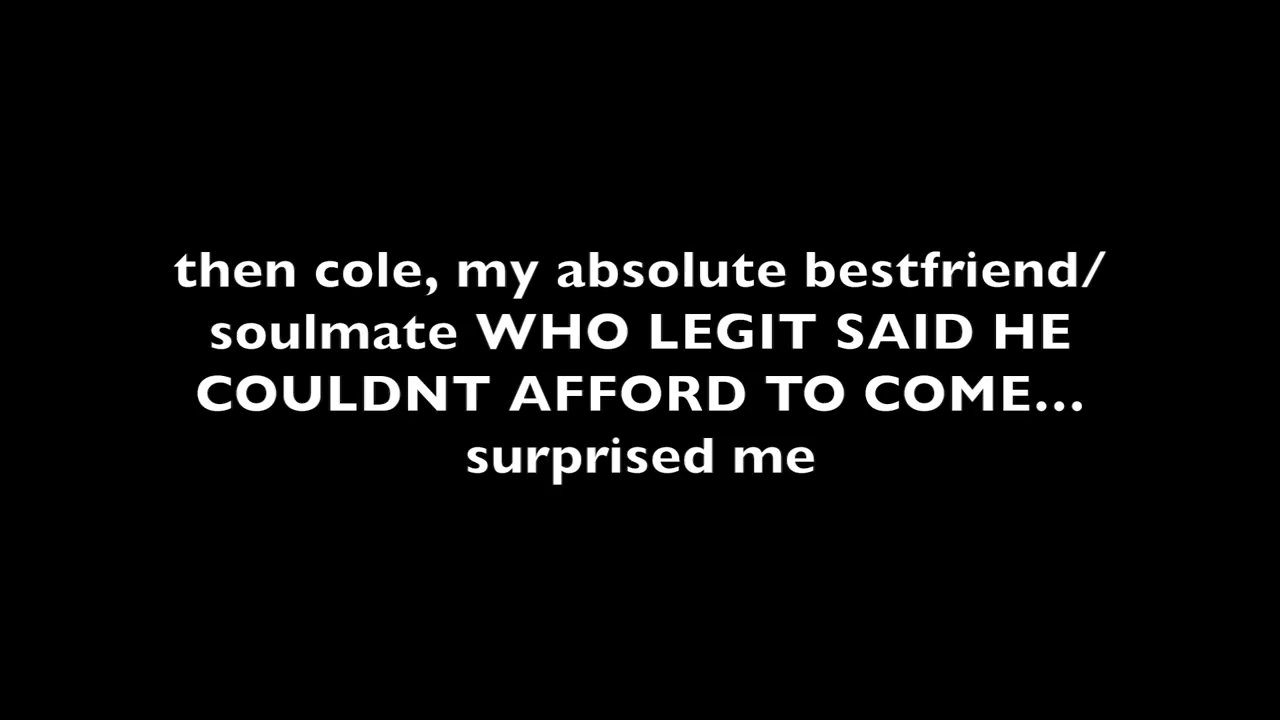 then cole, my absolute bestfriend/
soulmate WHO LEGIT SAID HE
COULDNT AFFORD TO COME...
surprised me